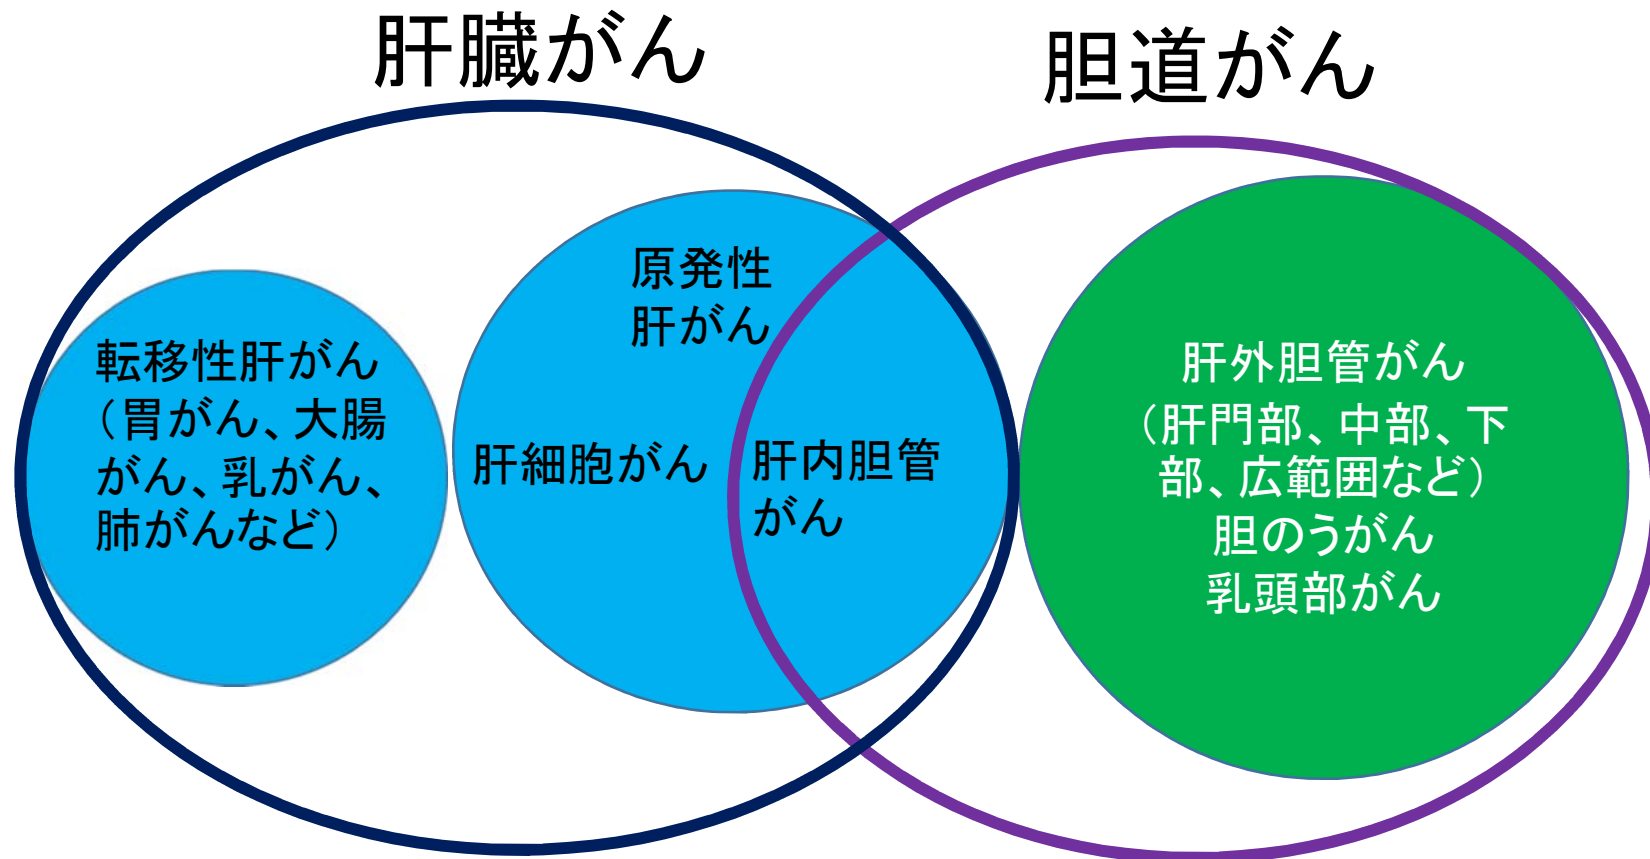 肝臓がん
胆道がん
転移性肝がん
（胃がん、大腸
がん、乳がん、
肺がんなど）
原発性
肝がん
肝細胞がん
肝内胆管
がん
肝外胆管がん
（肝門部、中部、下
部、広範囲など）
胆のうがん
乳頭部がん